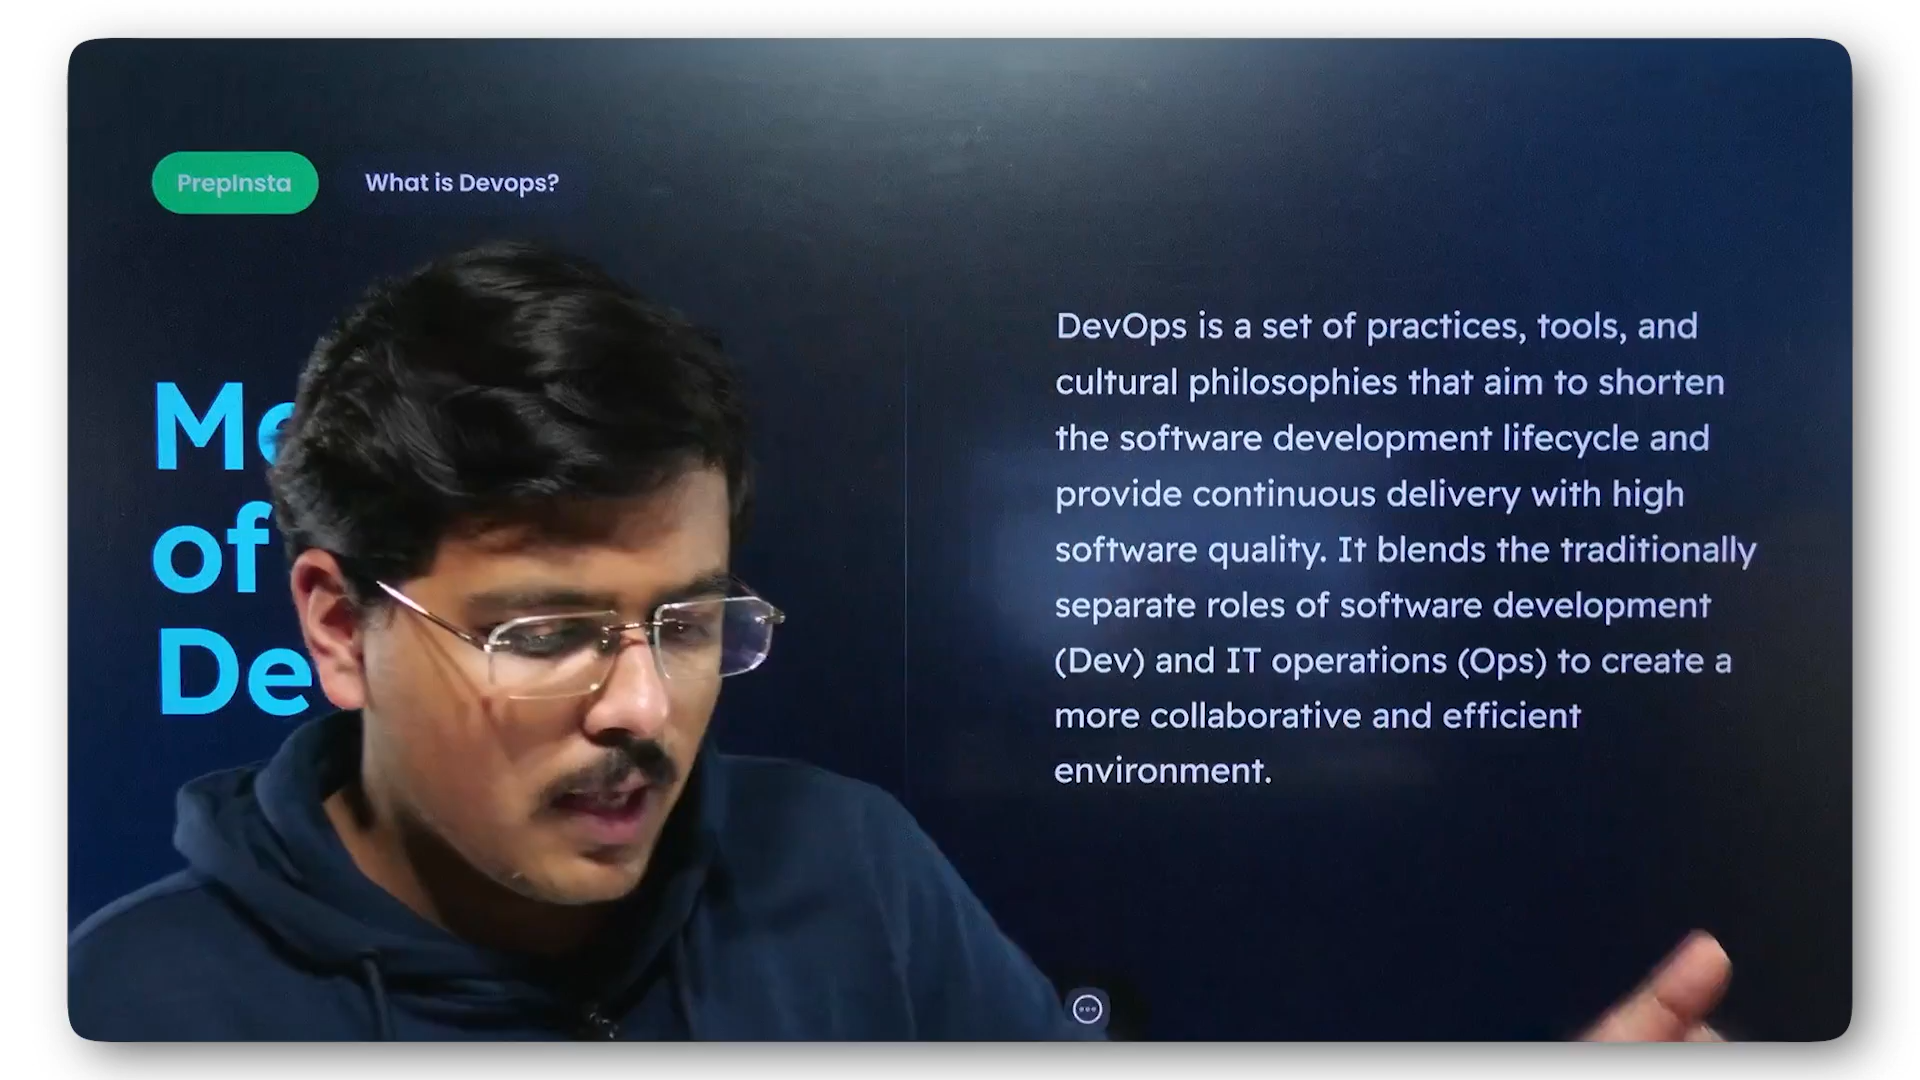 PrepInsta
What is Devops?
of
DevOps is a set of practices, tools, and
cultural philosophies that aim to shorten
the software development lifecycle and
provide continuous delivery with high
software quality. It blends the traditionally
separate roles of software development
(Dev) and IT operations (Ops) to create a
more collaborative and efficient
environment.